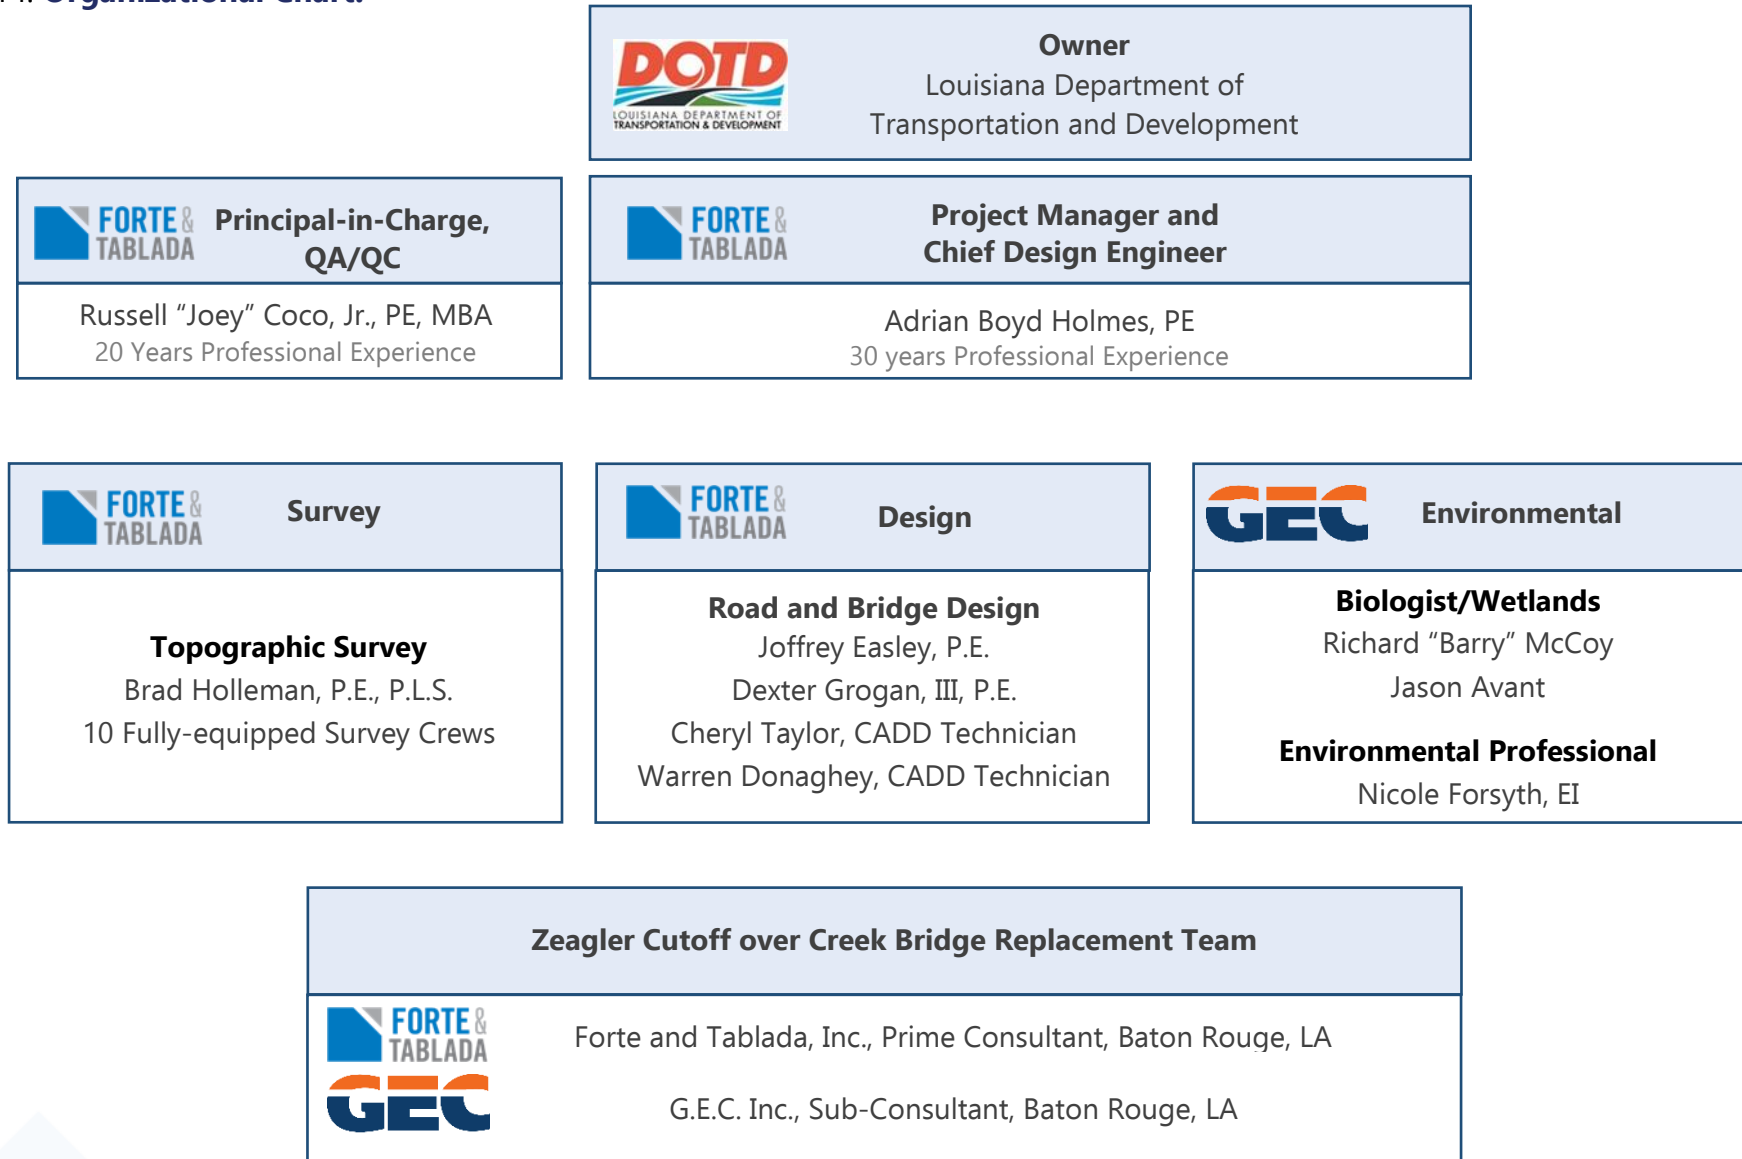 Organizational Chart.
DOTD
LOUISIANA DEPARTMENT OF
TRANSPORTATION & DEVELOPMENT
Owner
Louisiana Department of
Transportation and Development
FORTE &
TABLADA
Principal-in-Charge,
QA/QC
Russell “Joey” Coco, Jr., PE, MBA
20 Years Professional Experience
FORTE &
TABLADA
Project Manager and
Chief Design Engineer
Adrian Boyd Holmes, PE
30 years Professional Experience
FORTE &
TABLADA
Survey
Topographic Survey
Brad Holleman, P.E., P.L.S.
10 Fully-equipped Survey Crews
FORTE &
TABLADA
Design
Road and Bridge Design
Joffrey Easley, P.E.
Dexter Grogan, III, P.E.
Cheryl Taylor, CADD Technician
Warren Donaghey, CADD Technician
GEC
Environmental
Biologist/Wetlands
Richard “Barry” McCoy
Jason Avant
Environmental Professional
Nicole Forsyth, EI
Zeagler Cutoff over Creek Bridge Replacement Team
FORTE &
TABLADA
Forte and Tablada, Inc., Prime Consultant, Baton Rouge, LA
GEC
G.E.C. Inc., Sub-Consultant, Baton Rouge, LA